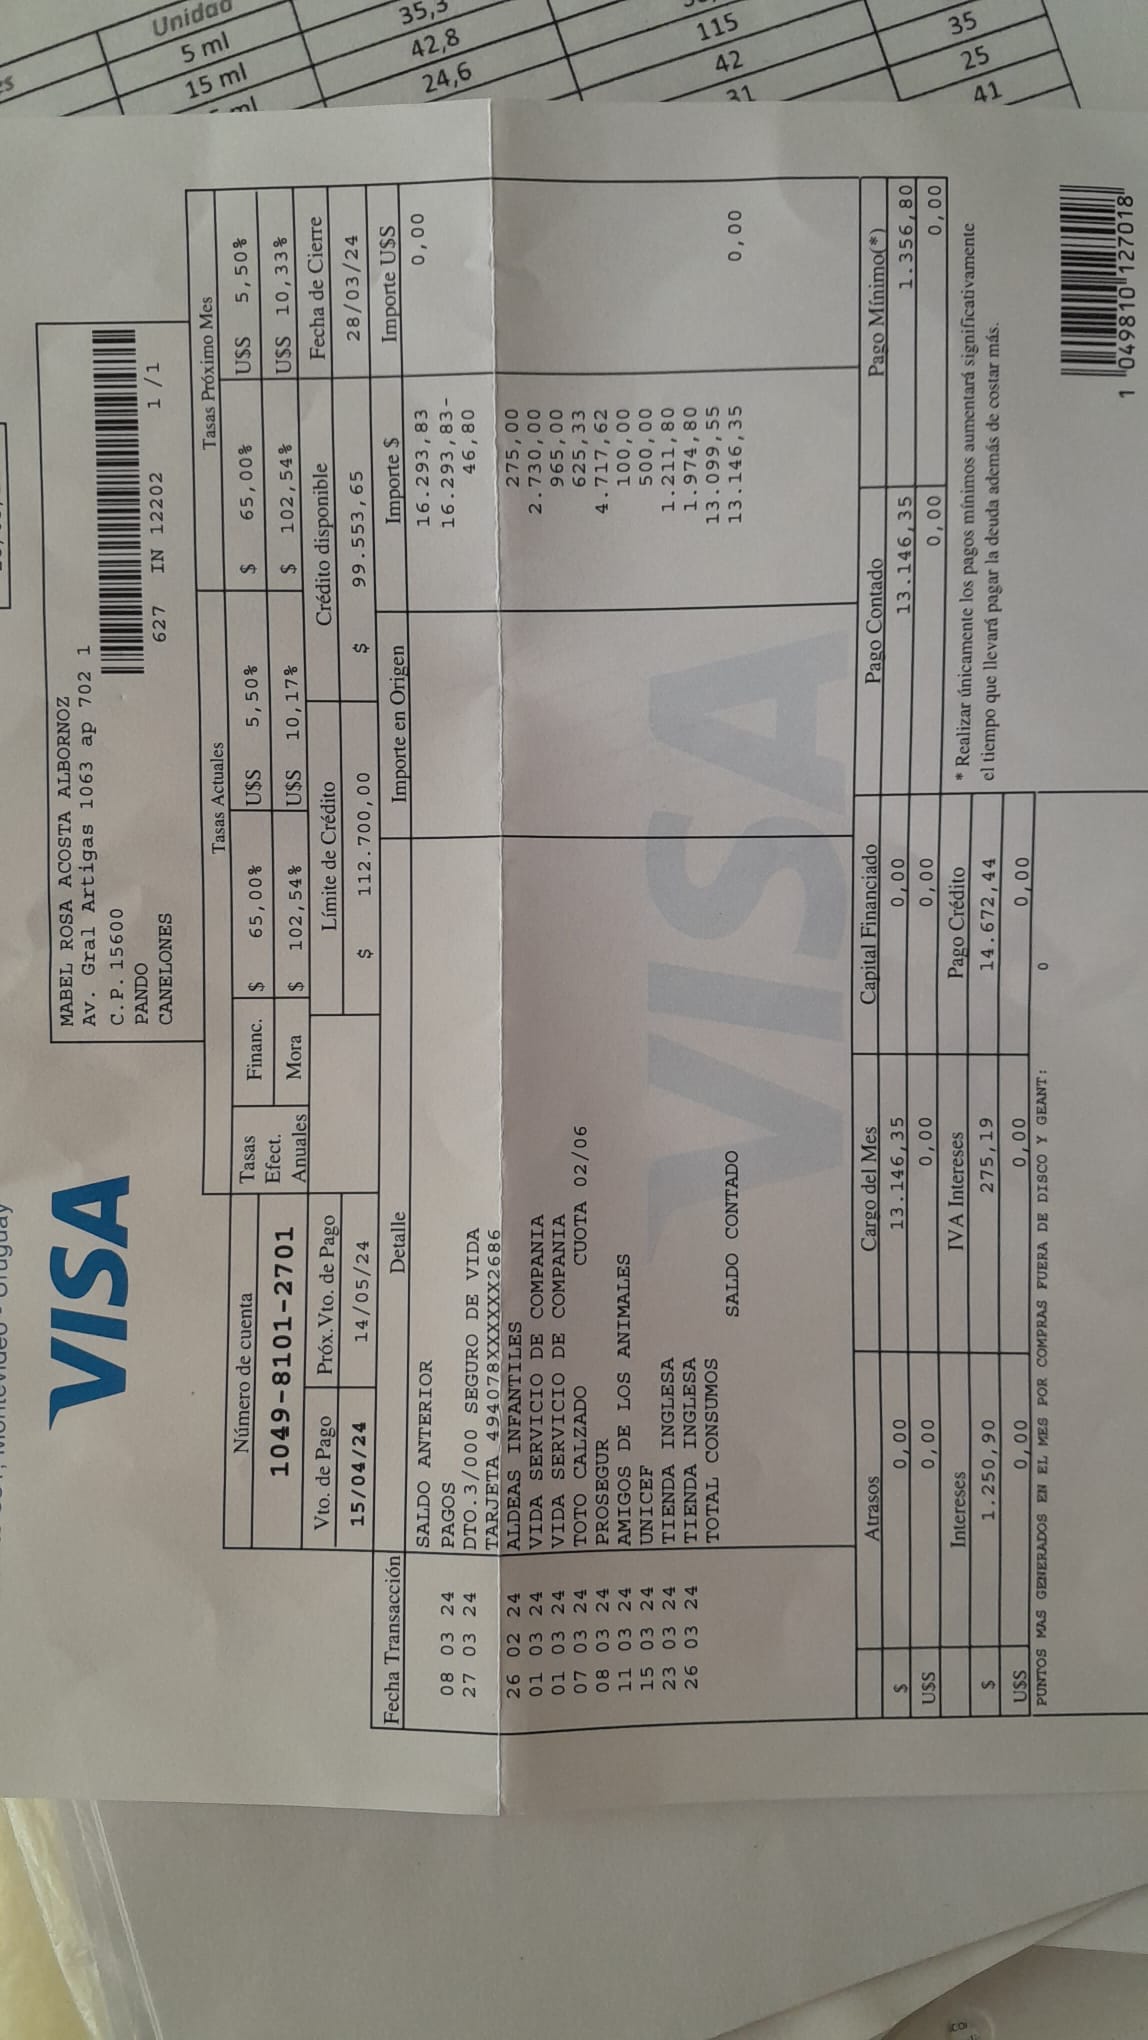 Unidad
5 ml 42,8 115 35
15 ml 24,6 42 25
31 41
VISA
MABEL ROSA ACOSTA ALBORNOZ
Av. Gral Artigas 1063 ap 702 1
C.P. 15600
PANDO
CANELONES
627 IN 12202 1 /1
Número de cuenta
1049-8101-2701
Tasas Actuales Tasas Próximo Mes
Tasas Efect. Anuales
Financ. $ 65,00% U$S 5,50% $ 65,00% U$S 5,50%
Mora $ 102,54% U$S 10,17% $ 102,54% U$S 10,33%
Vto. de Pago Próx.Vto. de Pago Límite de Crédito Crédito disponible Fecha de Cierre
15/04/24 14/05/24 $ 112.700,00 $ 99.553,65 28/03/24
Fecha Transacción Detalle Importe en Origen Importe $ Importe U$S
SALDO ANTERIOR 16.293,83 0,00
08 03 24 PAGOS 16.293,83-
27 03 24 DTO.3/000 SEGURO DE VIDA 46,80
TARJETA 494078XXXXXX2686
26 02 24 ALDEAS INFANTILES 275,00
01 03 24 VIDA SERVICIO DE COMPANIA 2.730,00
01 03 24 VIDA SERVICIO DE COMPANIA 965,00
07 03 24 TOTO CALZADO CUOTA 02/06 625,33
08 03 24 PROSEGUR 4.717,62
11 03 24 AMIGOS DE LOS ANIMALES 100,00
15 03 24 UNICEF 500,00
23 03 24 TIENDA INGLESA 1.211,80
26 03 24 TIENDA INGLESA 1.974,80
TOTAL CONSUMOS 13.099,55
SALDO CONTADO 13.146,35 0,00
VISA
Atrasos Cargo del Mes Capital Financiado Pago Contado Pago Mínimo(*)
$ 0,00 13.146,35 0,00 13.146,35 1.356,80
U$S 0,00 0,00 0,00 0,00 0,00
Intereses IVA Intereses Pago Crédito
$ 1.250,90 275,19 14.672,44
U$S 0,00 0,00 0,00
* Realizar únicamente los pagos mínimos aumentará significativamente
el tiempo que llevará pagar la deuda además de costar más.
PUNTOS MAS GENERADOS EN EL MES POR COMPRAS FUERA DE DISCO Y GEANT: 0
1 049810 127018